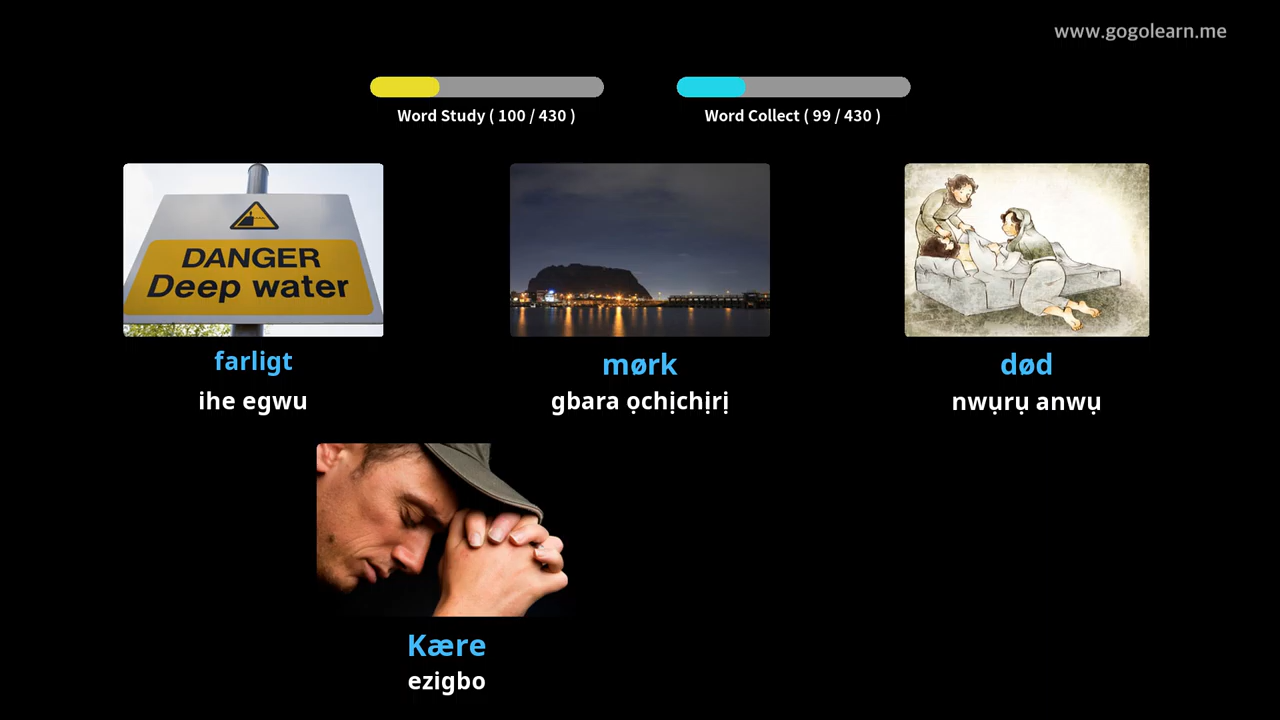 www.gogolearn.me
Word Study ( 100 / 430 )
Word Collect ( 99 / 430 )
DANGER
Deep water
farligt
ihe egwu
mørk
gbara ọchịchịrị
død
nwụrụ anwụ
Kære
ezigbo